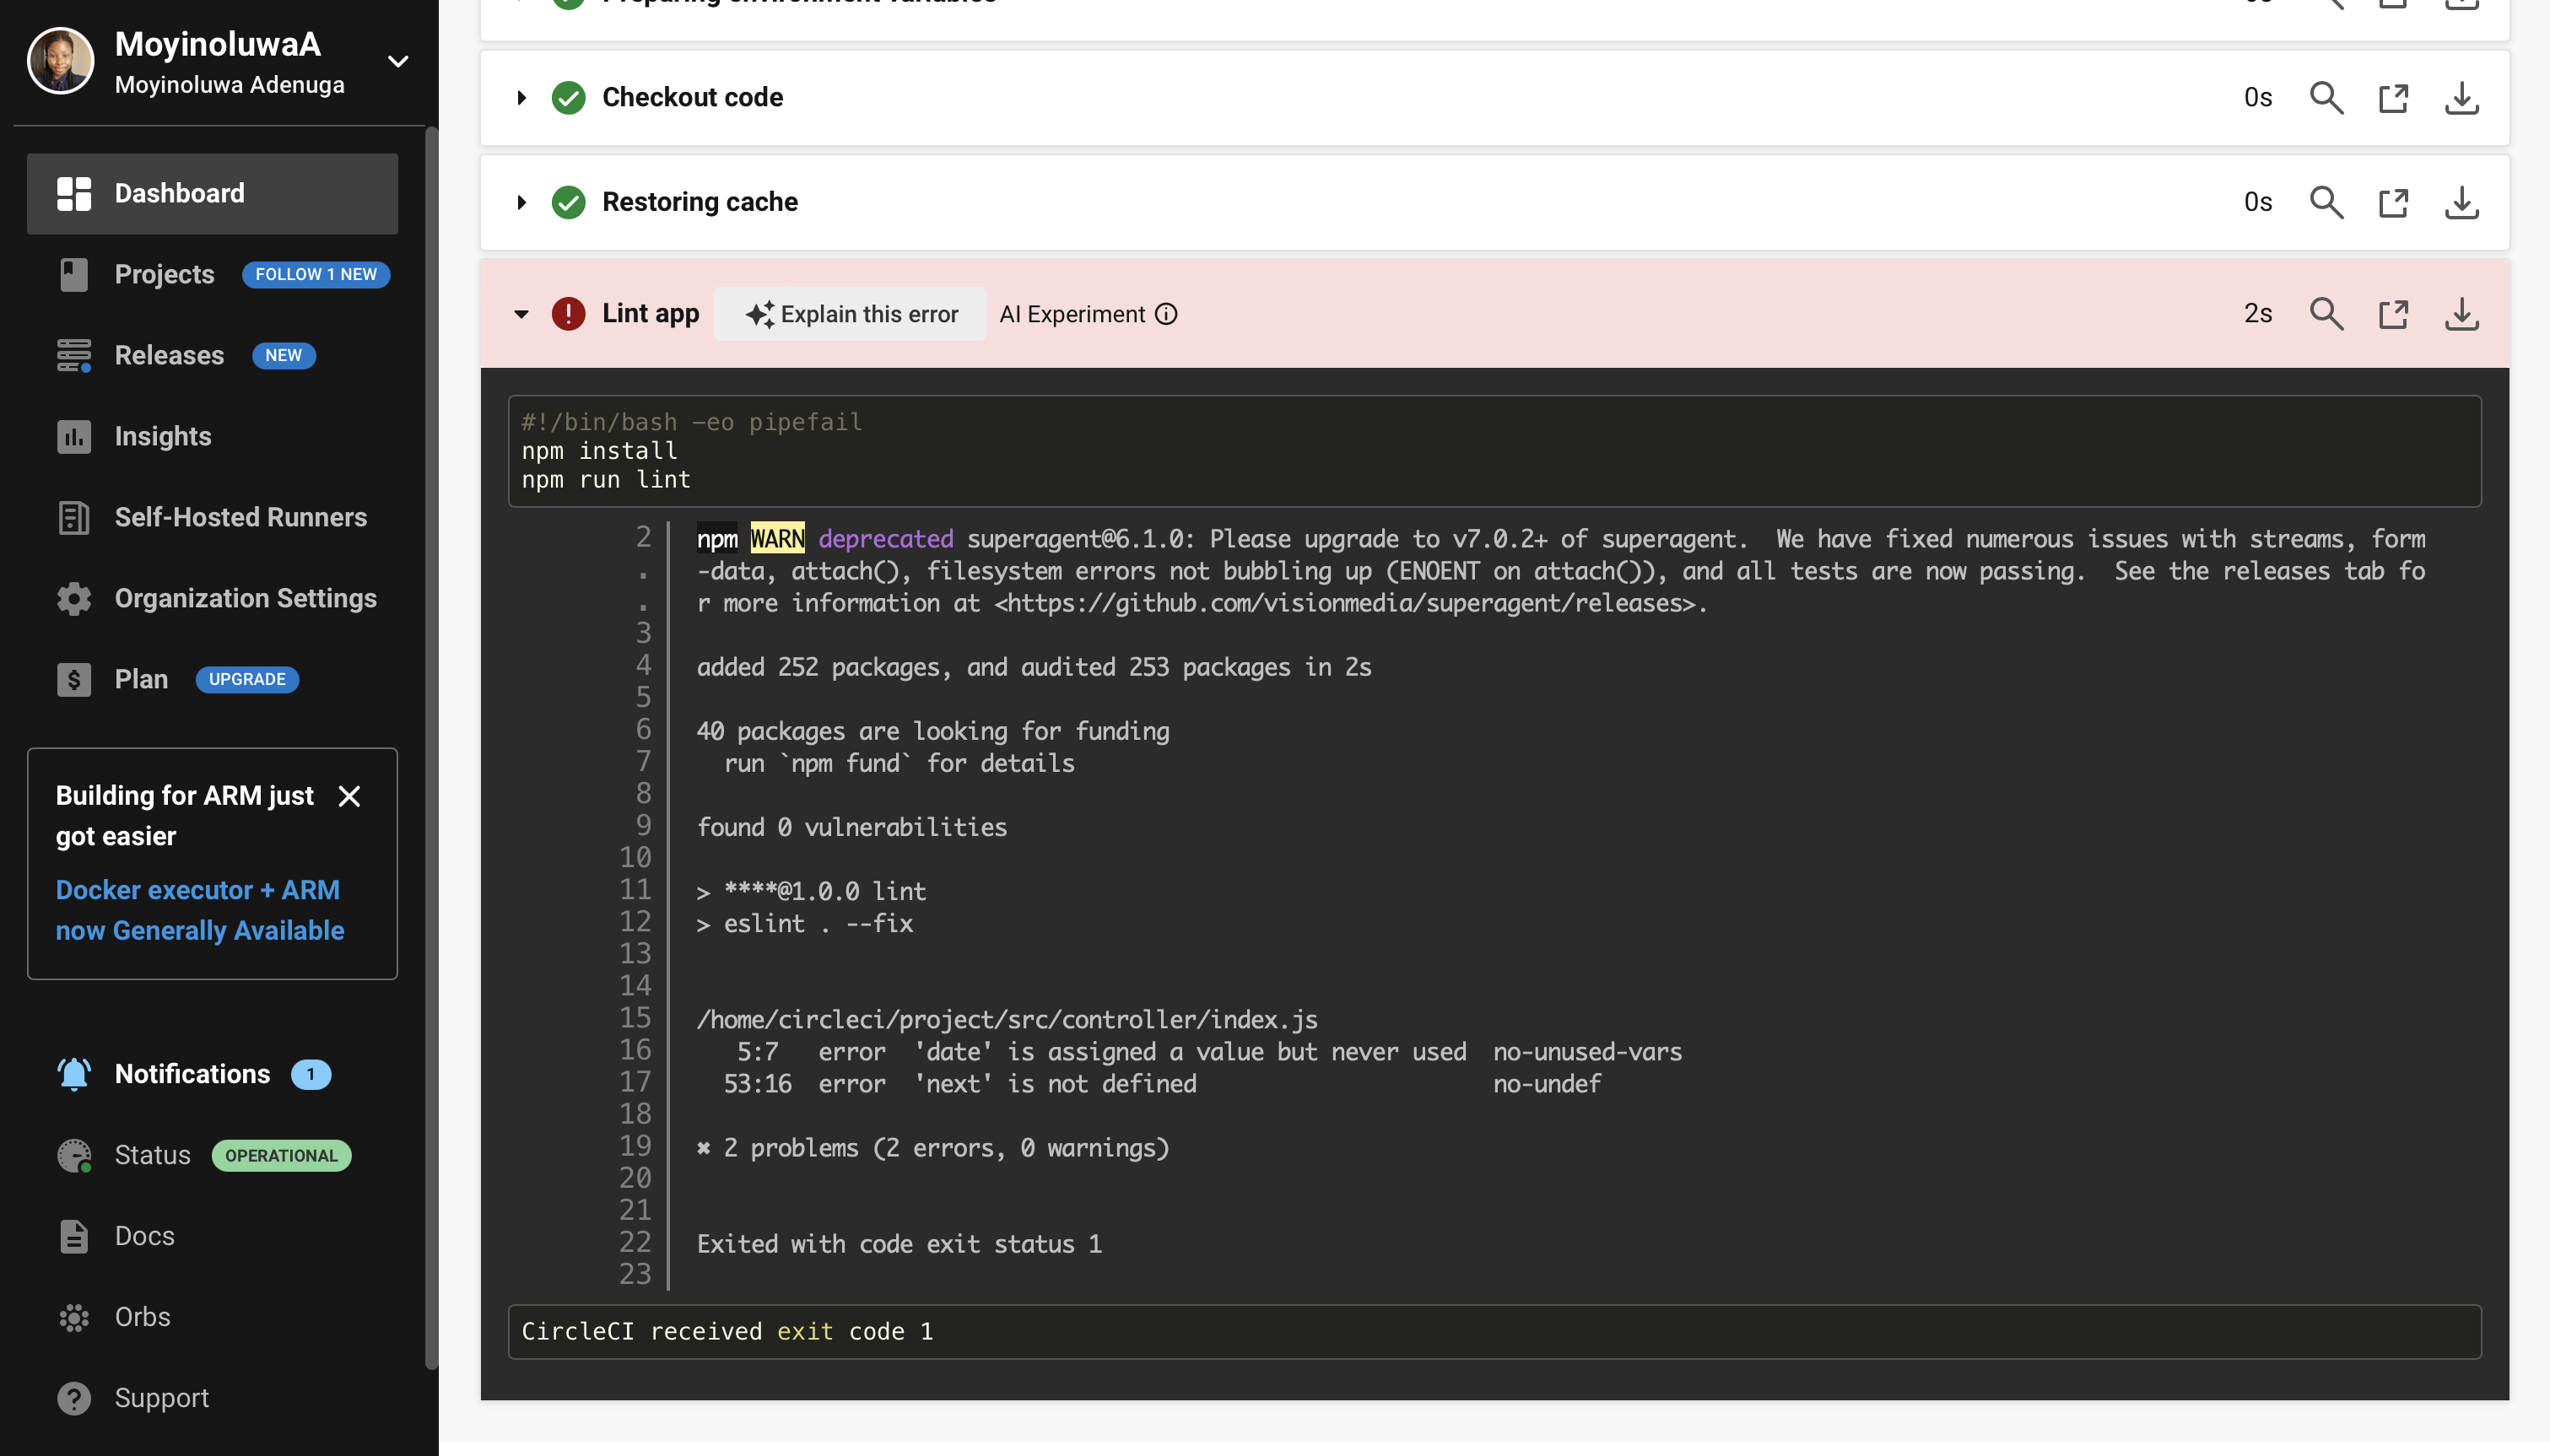 MoyinoluwaA
Moyinoluwa Adenuga
Dashboard
Projects FOLLOW 1 NEW
Releases NEW
Insights
Self-Hosted Runners
Organization Settings
Plan UPGRADE
Building for ARM just
got easier
Docker executor + ARM
now Generally Available
Notifications 1
Status OPERATIONAL
Docs
Orbs
Support
Preparing environment variables 0s
Checkout code 0s
Restoring cache 0s
Lint app Explain this error AI Experiment 2s
#!/bin/bash -eo pipefail
npm install
npm run lint
2 npm WARN deprecated superagent@6.1.0: Please upgrade to v7.0.2+ of superagent.  We have fixed numerous issues with streams, form
. -data, attach(), filesystem errors not bubbling up (ENOENT on attach()), and all tests are now passing.  See the releases tab fo
. r more information at <https://github.com/visionmedia/superagent/releases>.
3
4 added 252 packages, and audited 253 packages in 2s
5
6 40 packages are looking for funding
7   run `npm fund` for details
8
9 found 0 vulnerabilities
10
11 > ****@1.0.0 lint
12 > eslint . --fix
13
14
15 /home/circleci/project/src/controller/index.js
16    5:7   error  'date' is assigned a value but never used  no-unused-vars
17   53:16  error  'next' is not defined                      no-undef
18
19 ✖ 2 problems (2 errors, 0 warnings)
20
21
22 Exited with code exit status 1
23
CircleCI received exit code 1